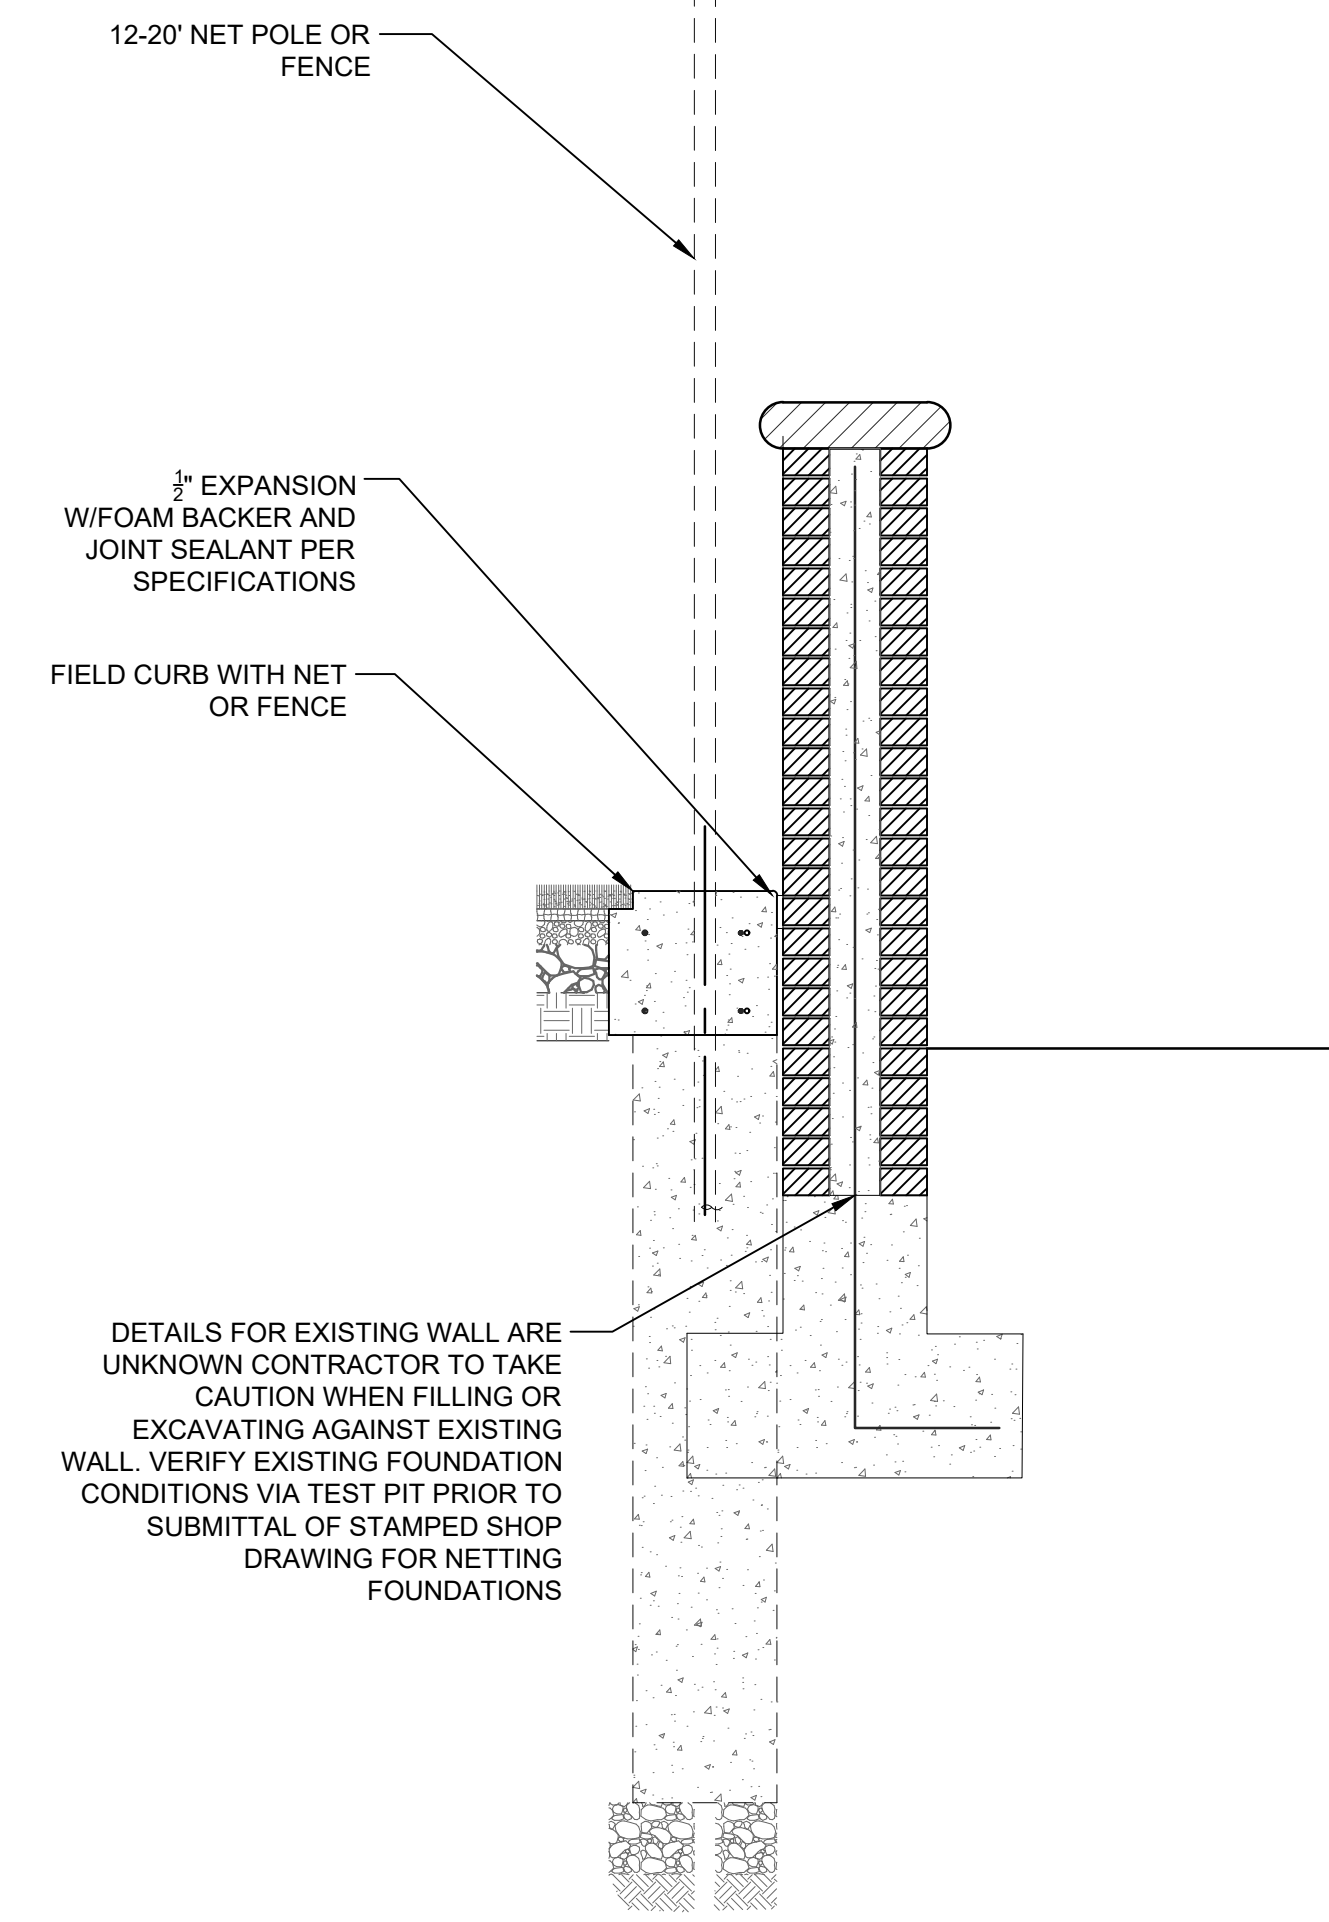 12-20' NET POLE OR
FENCE
½" EXPANSION
W/FOAM BACKER AND
JOINT SEALANT PER
SPECIFICATIONS
FIELD CURB WITH NET
OR FENCE
DETAILS FOR EXISTING WALL ARE
UNKNOWN CONTRACTOR TO TAKE
CAUTION WHEN FILLING OR
EXCAVATING AGAINST EXISTING
WALL. VERIFY EXISTING FOUNDATION
CONDITIONS VIA TEST PIT PRIOR TO
SUBMITTAL OF STAMPED SHOP
DRAWING FOR NETTING
FOUNDATIONS